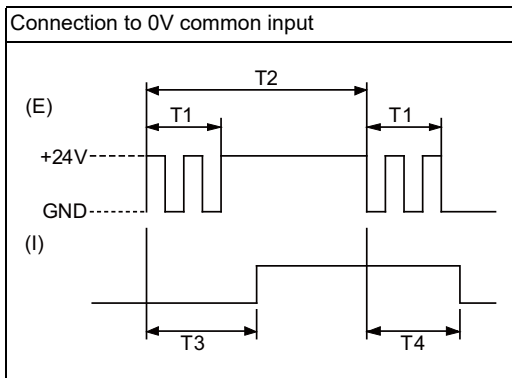 Connection to 0V common input
T2
(E)
T1
T1
+24V
GND
(I)
T3
T4